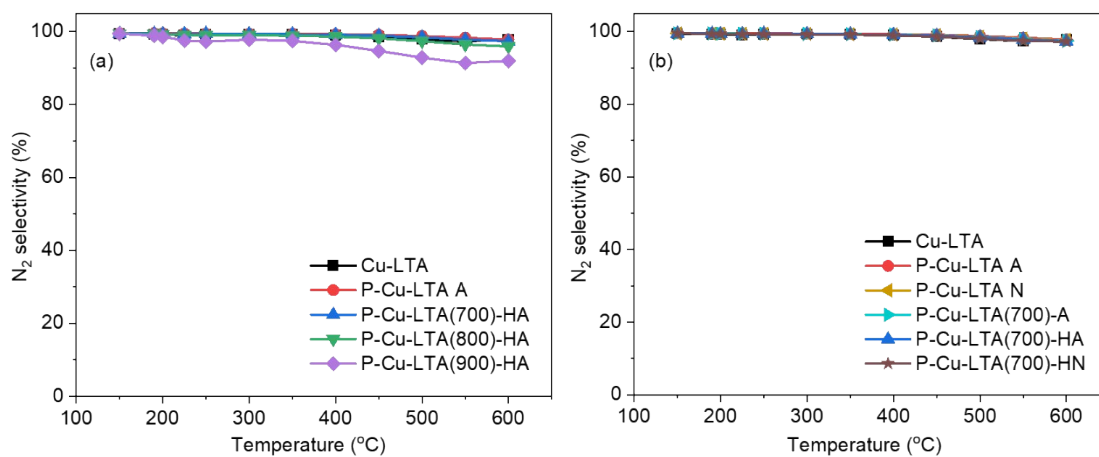 (a)
N₂ selectivity (%)
100
80
60
40
20
0
Cu-LTA
P-Cu-LTA A
P-Cu-LTA(700)-HA
P-Cu-LTA(800)-HA
P-Cu-LTA(900)-HA
100
200
300
400
500
600
Temperature (°C)
(b)
N₂ selectivity (%)
100
80
60
40
20
0
Cu-LTA
P-Cu-LTA A
P-Cu-LTA N
P-Cu-LTA(700)-A
P-Cu-LTA(700)-HA
P-Cu-LTA(700)-HN
100
200
300
400
500
600
Temperature (°C)